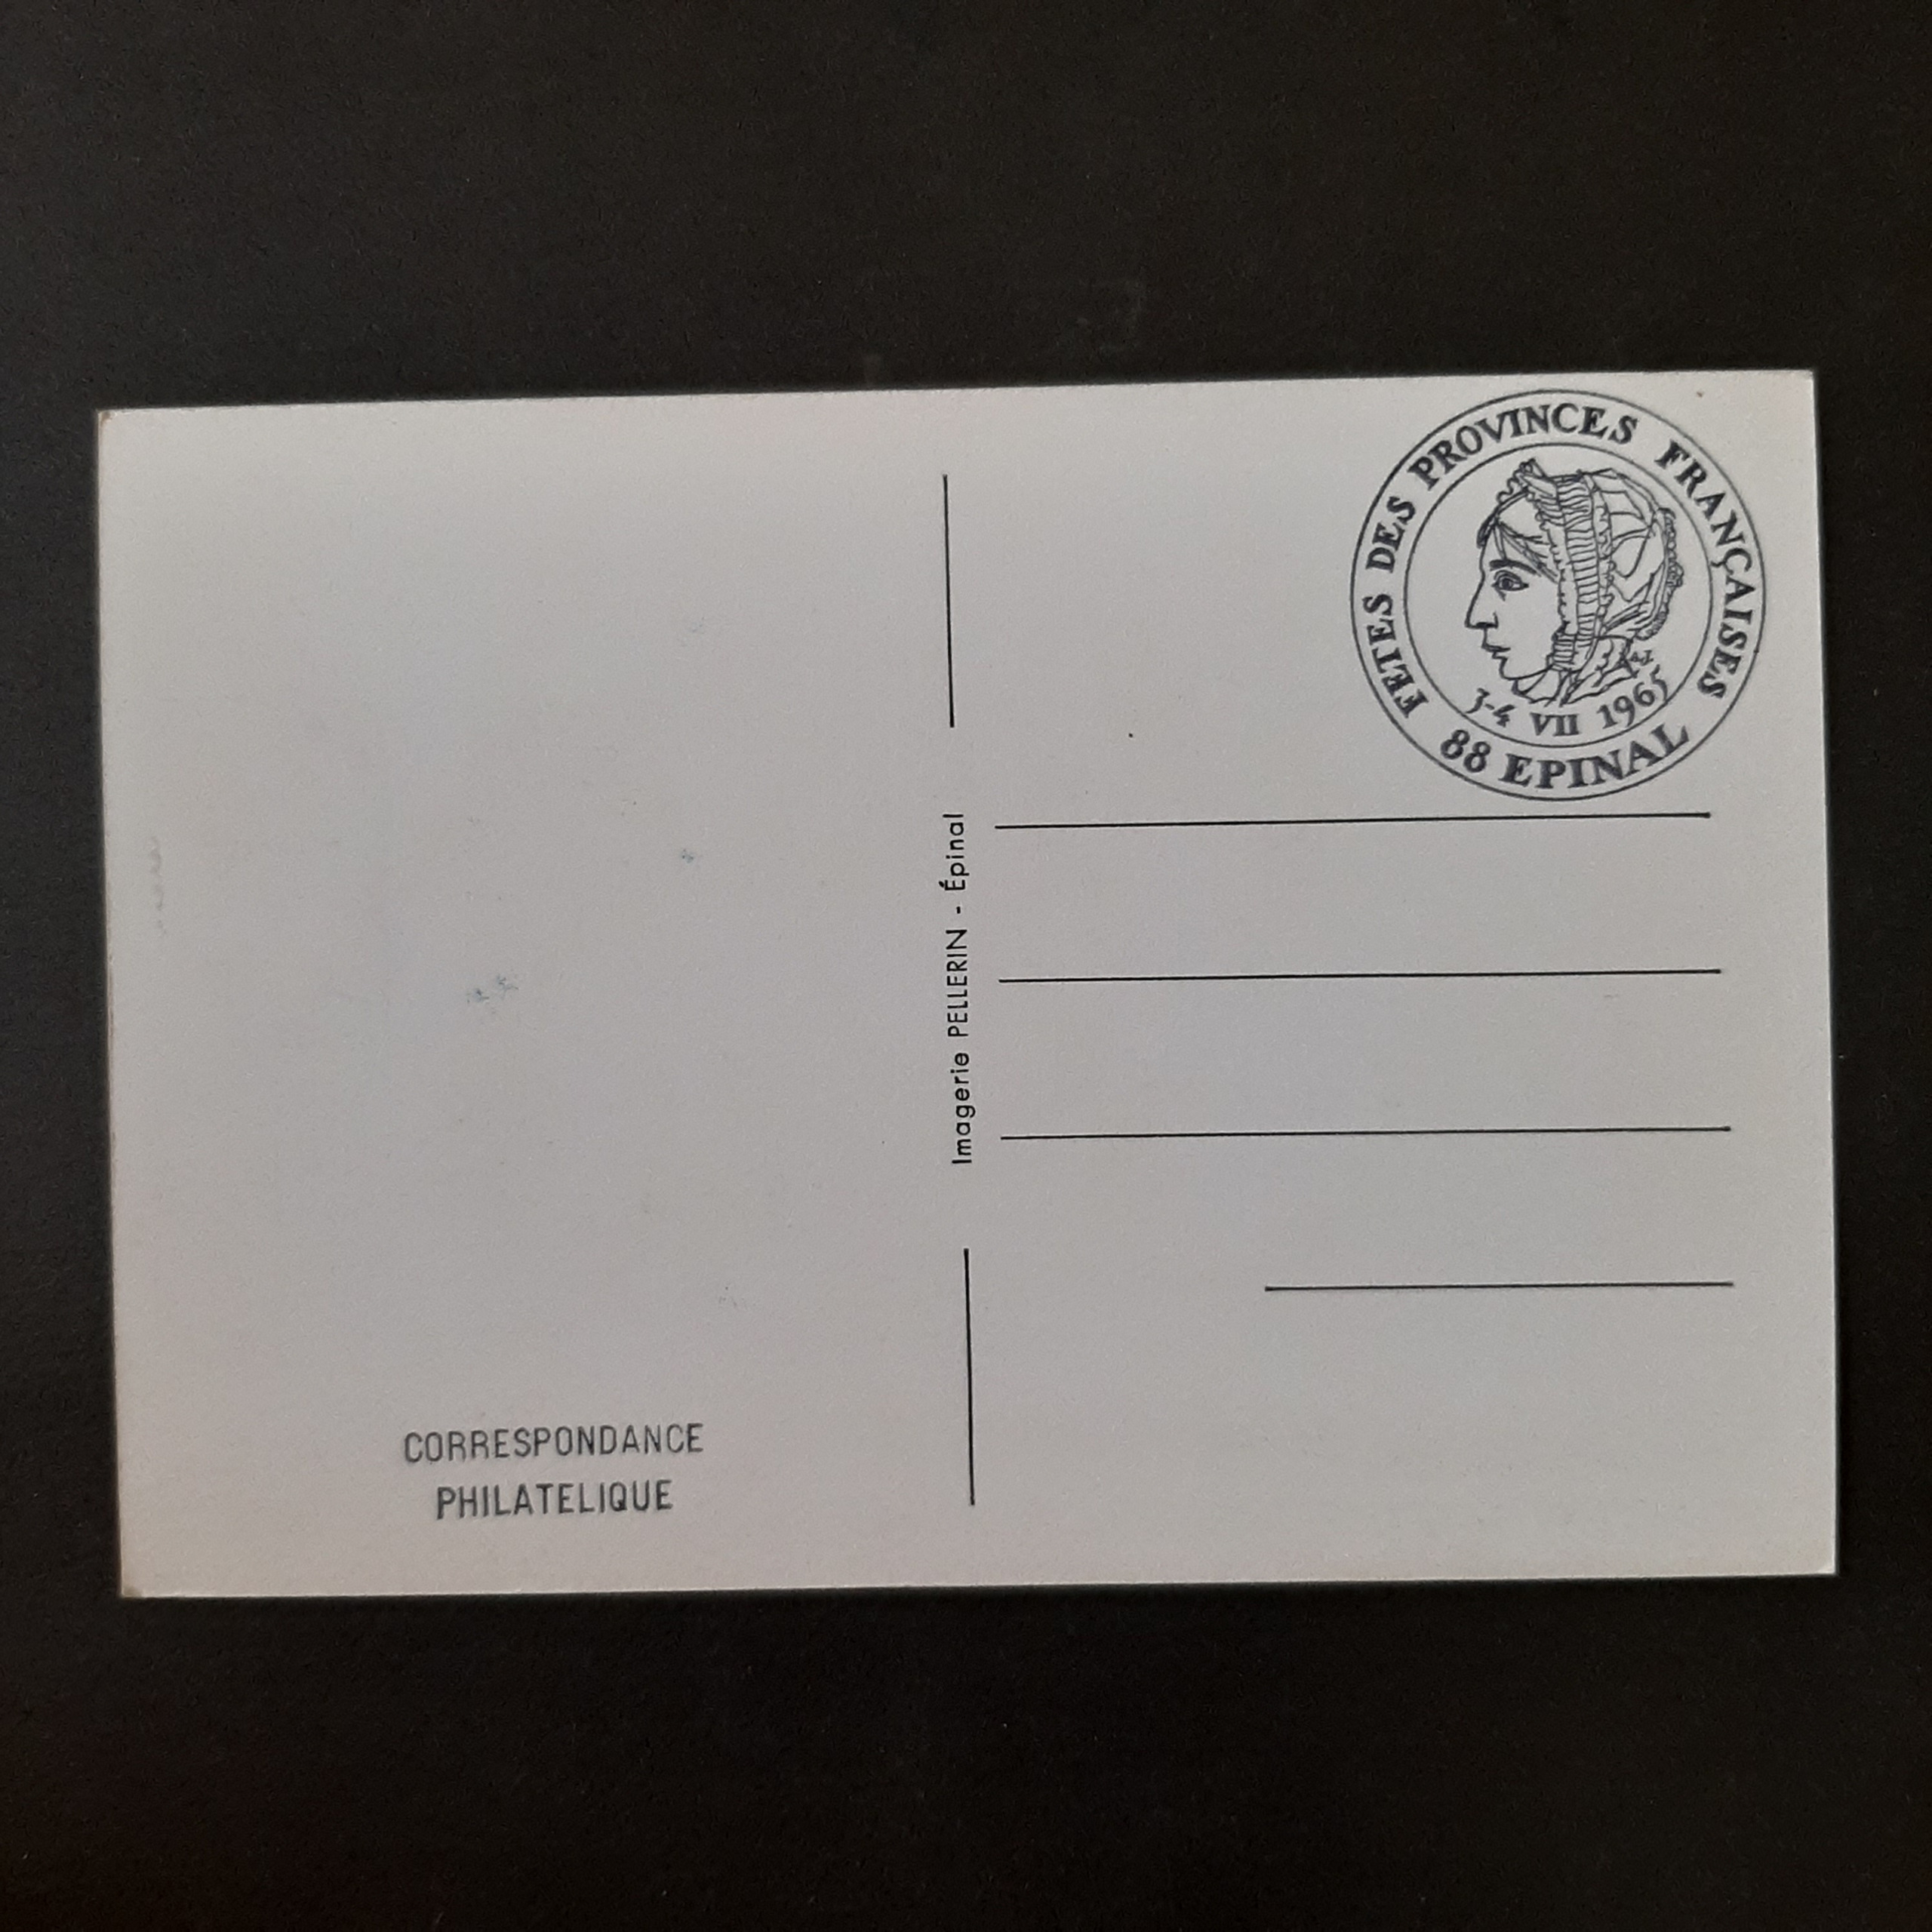 FETES DES PROVINCES FRANÇAISES
3-4 VII 1965
88 EPINAL
Imagerie PELLERIN - Épinal
CORRESPONDANCE
PHILATELIQUE